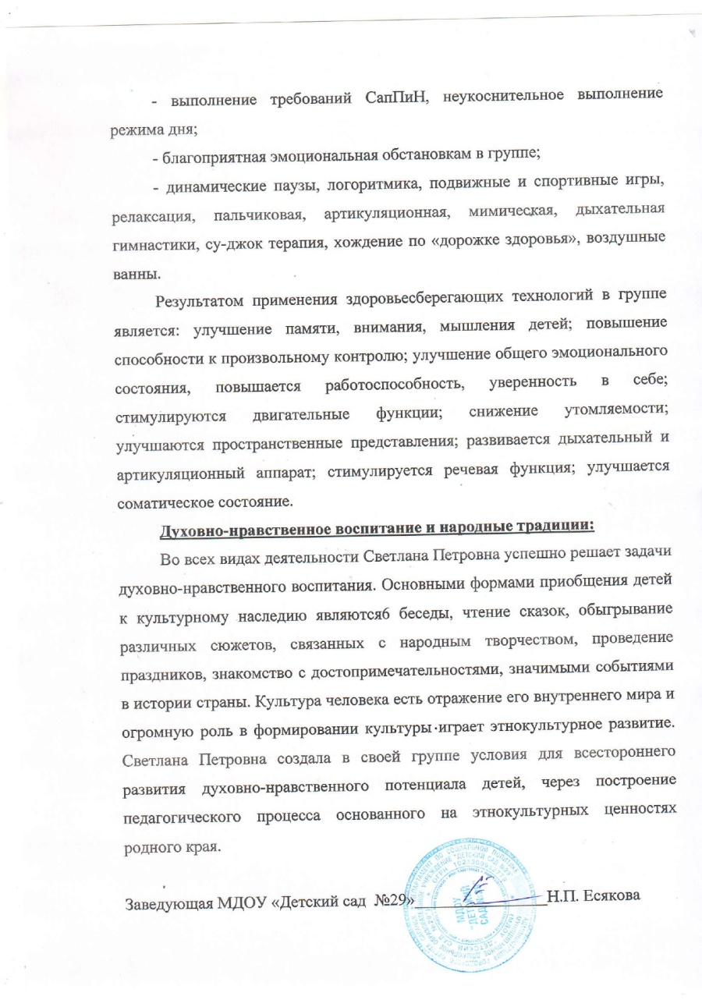 - выполнение требований СапПиН, неукоснительное выполнение
режима дня;
- благоприятная эмоциональная обстановкам в группе;
- динамические паузы, логоритмика, подвижные и спортивные игры,
релаксация, пальчиковая, артикуляционная, мимическая, дыхательная
гимнастики, су-джок терапия, хождение по «дорожке здоровья», воздушные
ванны.
Результатом применения здоровьесберегающих технологий в группе
является: улучшение памяти, внимания, мышления детей; повышение
способности к произвольному контролю; улучшение общего эмоционального
состояния, повышается работоспособность, уверенность в себе;
стимулируются двигательные функции; снижение утомляемости;
улучшаются пространственные представления; развивается дыхательный и
артикуляционный аппарат; стимулируется речевая функция; улучшается
соматическое состояние.
Духовно-нравственное воспитание и народные традиции:
Во всех видах деятельности Светлана Петровна успешно решает задачи
духовно-нравственного воспитания. Основными формами приобщения детей
к культурному наследию являются6 беседы, чтение сказок, обыгрывание
различных сюжетов, связанных с народным творчеством, проведение
праздников, знакомство с достопримечательностями, значимыми событиями
в истории страны. Культура человека есть отражение его внутреннего мира и
огромную роль в формировании культуры играет этнокультурное развитие.
Светлана Петровна создала в своей группе условия для всестороннего
развития духовно-нравственного потенциала детей, через построение
педагогического процесса основанного на этнокультурных ценностях
родного края.
Заведующая МДОУ «Детский сад №29»_________________Н.П. Есякова
МДОУ
"ДЕТСКИЙ
САД